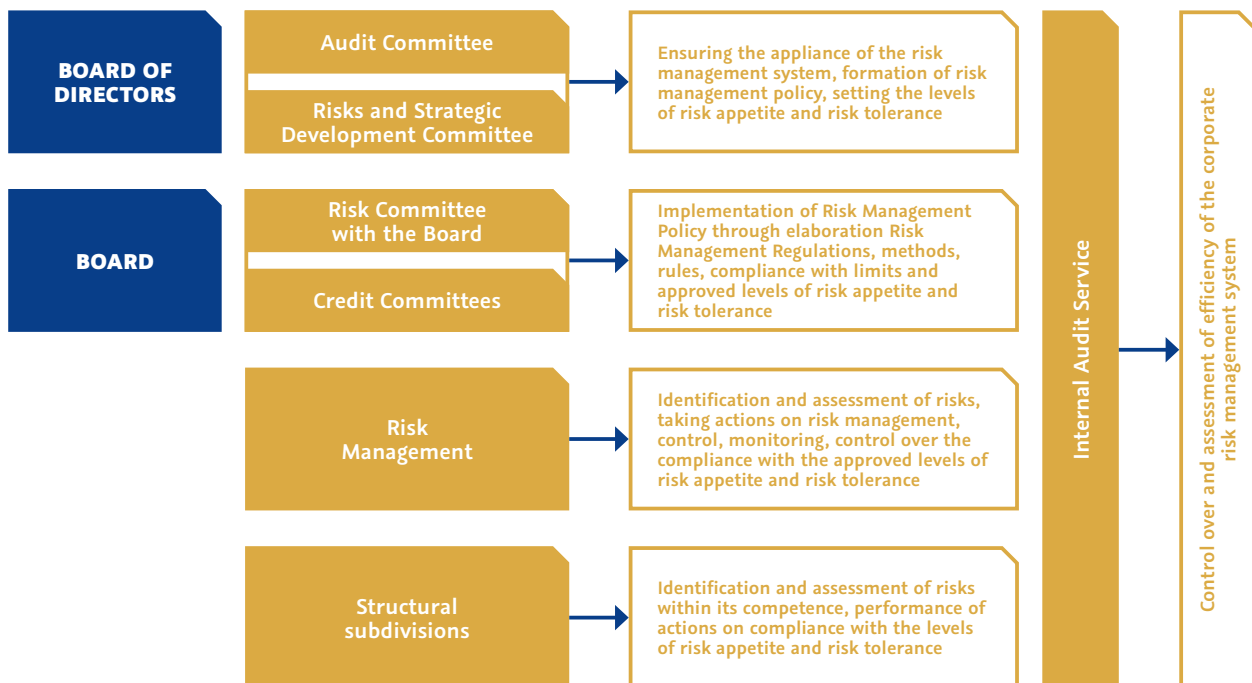 BOARD OF
DIRECTORS
Audit Committee
Risks and Strategic
Development Committee
Ensuring the appliance of the risk
management system, formation of risk
management policy, setting the levels
of risk appetite and risk tolerance
BOARD
Risk Committee
with the Board
Credit Committees
Implementation of Risk Management
Policy through elaboration Risk
Management Regulations, methods,
rules, compliance with limits and
approved levels of risk appetite and
risk tolerance
Risk
Management
Identification and assessment of risks,
taking actions on risk management,
control, monitoring, control over the
compliance with the approved levels of
risk appetite and risk tolerance
Structural
subdivisions
Identification and assessment of risks
within its competence, performance of
actions on compliance with the levels
of risk appetite and risk tolerance
Internal Audit Service
Control over and assessment of efficiency of the corporate
risk management system